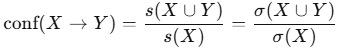 conf(X → Y) = s(X ∪ Y) / s(X) = σ(X ∪ Y) / σ(X)